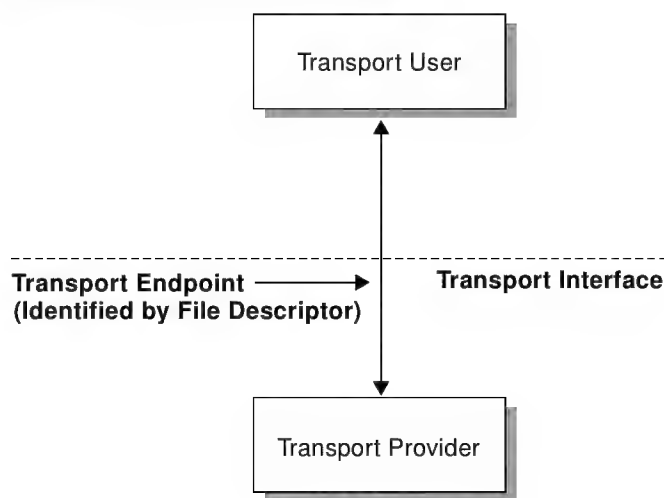 Transport User
Transport Endpoint
(Identified by File Descriptor)
Transport Interface
Transport Provider